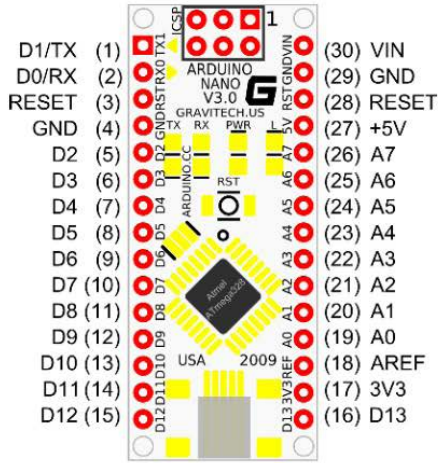 D1/TX (1)
D0/RX (2)
RESET (3)
GND (4)
D2 (5)
D3 (6)
D4 (7)
D5 (8)
D6 (9)
D7 (10)
D8 (11)
D9 (12)
D10 (13)
D11 (14)
D12 (15)
ICSP
1
TX1
RX0
RST
GND
D2
D3
D4
D5
D6
D7
D8
D9
D10
D11
D12
ARDUINO
NANO
V3.0
G
GRAVITECH.US
TX RX PWR L
ARDUINO.CC
RST
Atmel
ATmega328
USA 2009
VIN
GND
RST
5V
A7
A6
A5
A4
A3
A2
A1
A0
REF
3V3
D13
(30) VIN
(29) GND
(28) RESET
(27) +5V
(26) A7
(25) A6
(24) A5
(23) A4
(22) A3
(21) A2
(20) A1
(19) A0
(18) AREF
(17) 3V3
(16) D13